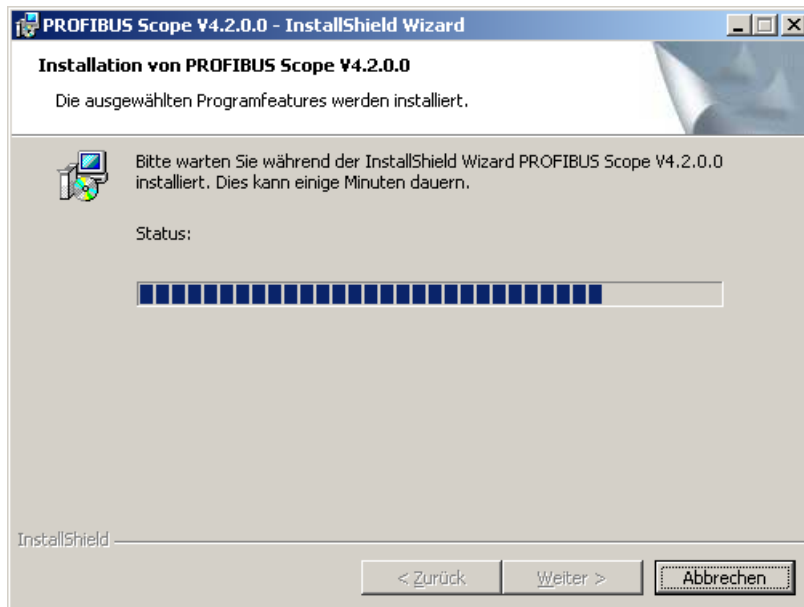 PROFIBUS Scope V4.2.0.0 - InstallShield Wizard
Installation von PROFIBUS Scope V4.2.0.0
Die ausgewählten Programfeatures werden installiert.
Bitte warten Sie während der InstallShield Wizard PROFIBUS Scope V4.2.0.0
installiert. Dies kann einige Minuten dauern.
Status:
InstallShield
< Zurück
Weiter >
Abbrechen